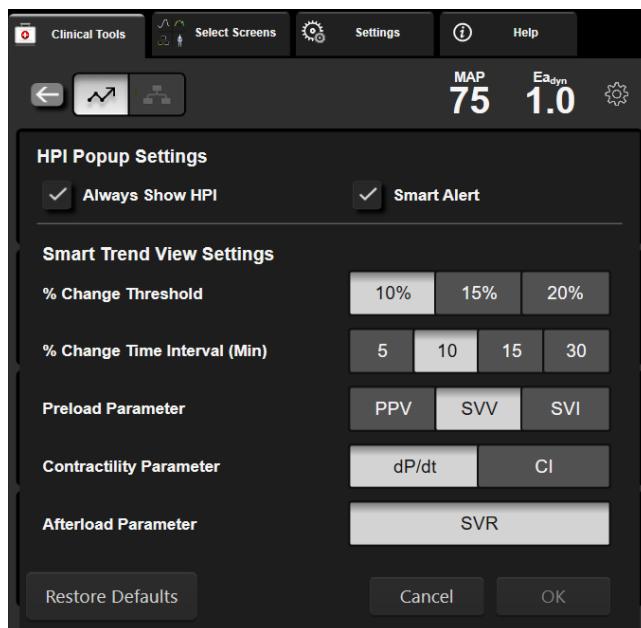 Clinical Tools Select Screens Settings Help
MAP Ea dyn
75 1.0
HPI Popup Settings
Always Show HPI Smart Alert
Smart Trend View Settings
% Change Threshold 10% 15% 20%
% Change Time Interval (Min) 5 10 15 30
Preload Parameter PPV SVV SVI
Contractility Parameter dP/dt CI
Afterload Parameter SVR
Restore Defaults Cancel OK